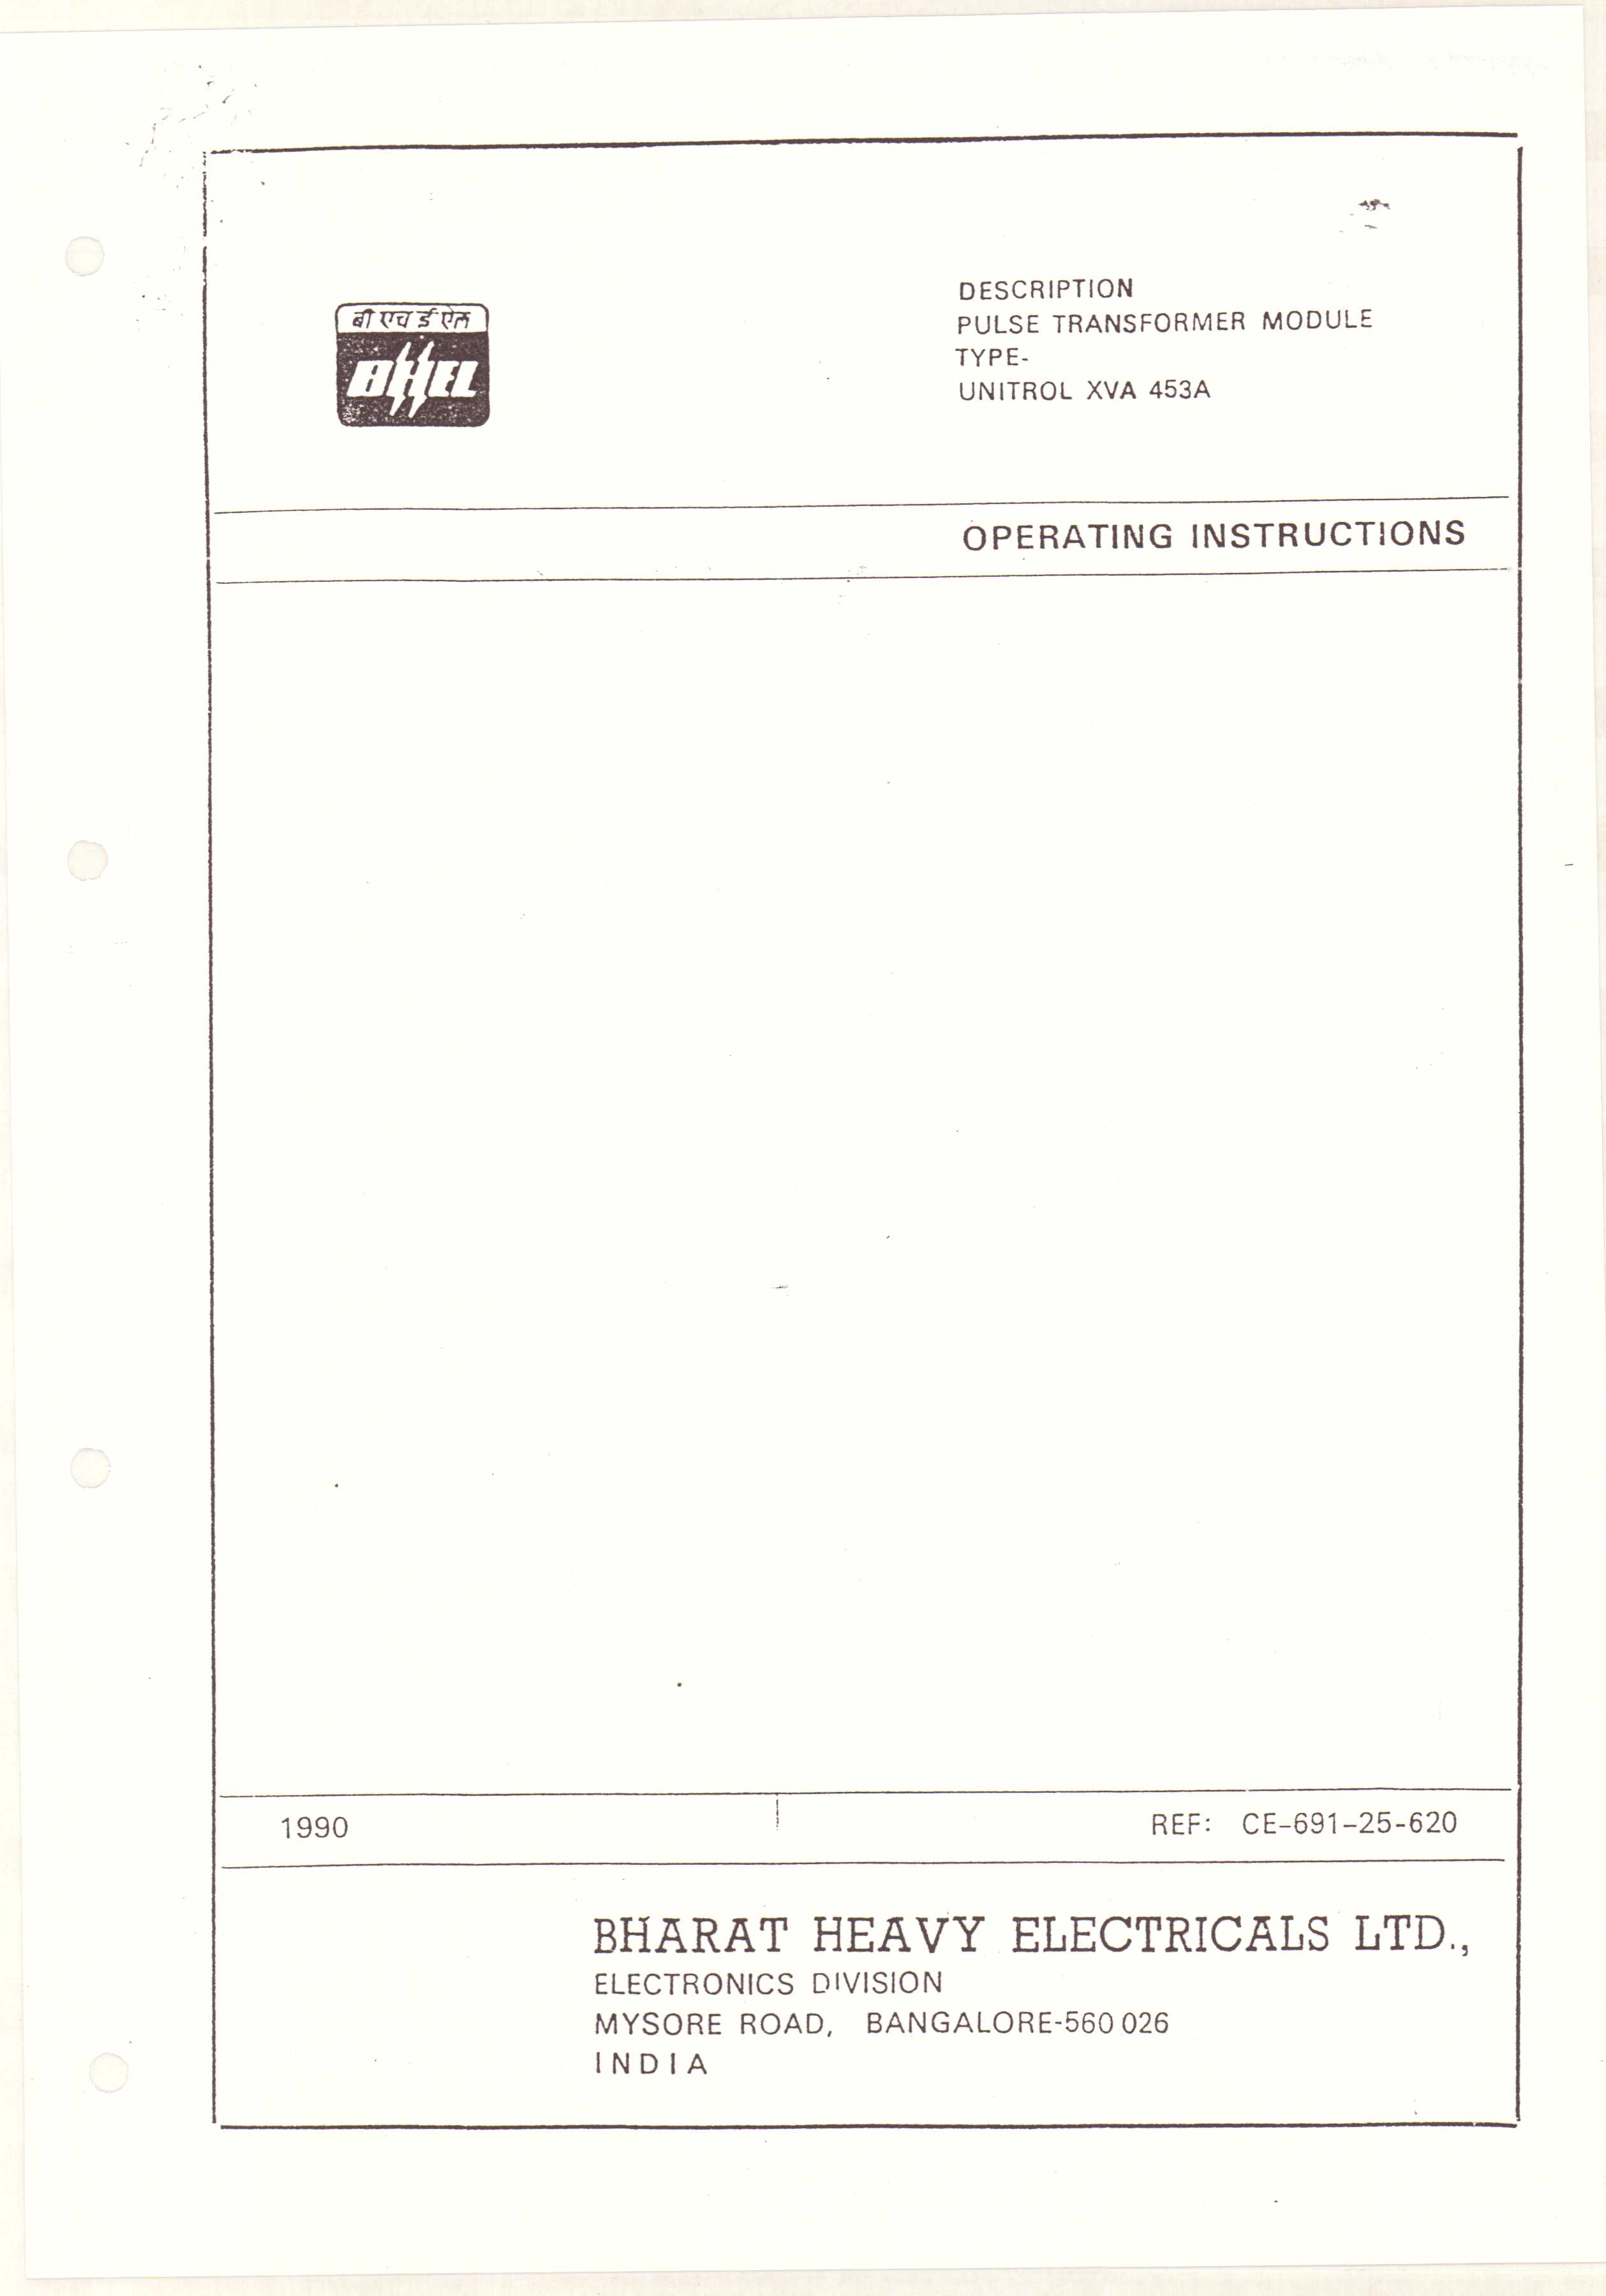 बी एच ई ऐल
BHEL
DESCRIPTION
PULSE TRANSFORMER MODULE
TYPE-
UNITROL XVA 453A
OPERATING INSTRUCTIONS
1990
REF: CE-691-25-620
BHARAT HEAVY ELECTRICALS LTD.,
ELECTRONICS DIVISION
MYSORE ROAD, BANGALORE-560 026
INDIA